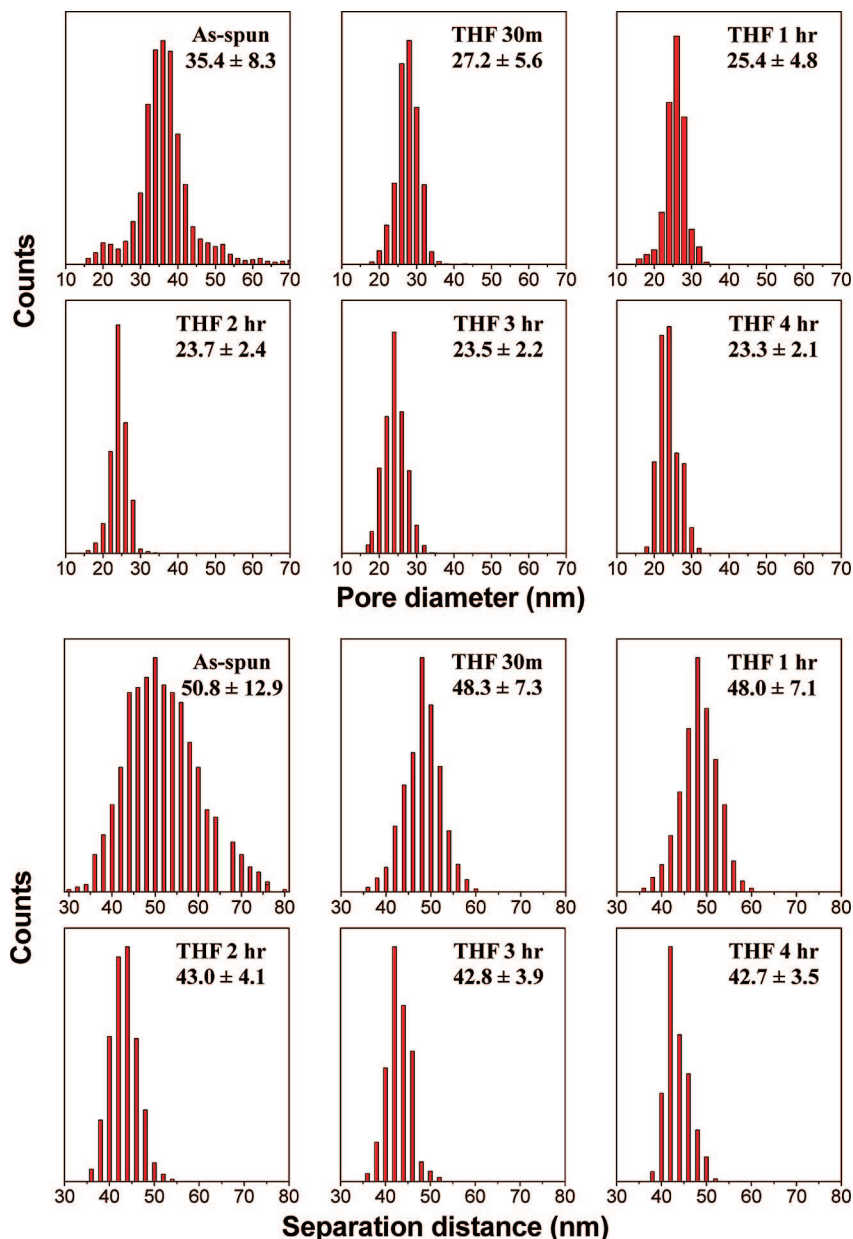 As-spun
35.4 ± 8.3
THF 30m
27.2 ± 5.6
THF 1 hr
25.4 ± 4.8
10 20 30 40 50 60 70
10 20 30 40 50 60 70
10 20 30 40 50 60 70
Counts
THF 2 hr
23.7 ± 2.4
THF 3 hr
23.5 ± 2.2
THF 4 hr
23.3 ± 2.1
10 20 30 40 50 60 70
10 20 30 40 50 60 70
10 20 30 40 50 60 70
Pore diameter (nm)
As-spun
50.8 ± 12.9
THF 30m
48.3 ± 7.3
THF 1 hr
48.0 ± 7.1
30 40 50 60 70 80
30 40 50 60 70 80
30 40 50 60 70 80
Counts
THF 2 hr
43.0 ± 4.1
THF 3 hr
42.8 ± 3.9
THF 4 hr
42.7 ± 3.5
30 40 50 60 70 80
30 40 50 60 70 80
30 40 50 60 70 80
Separation distance (nm)